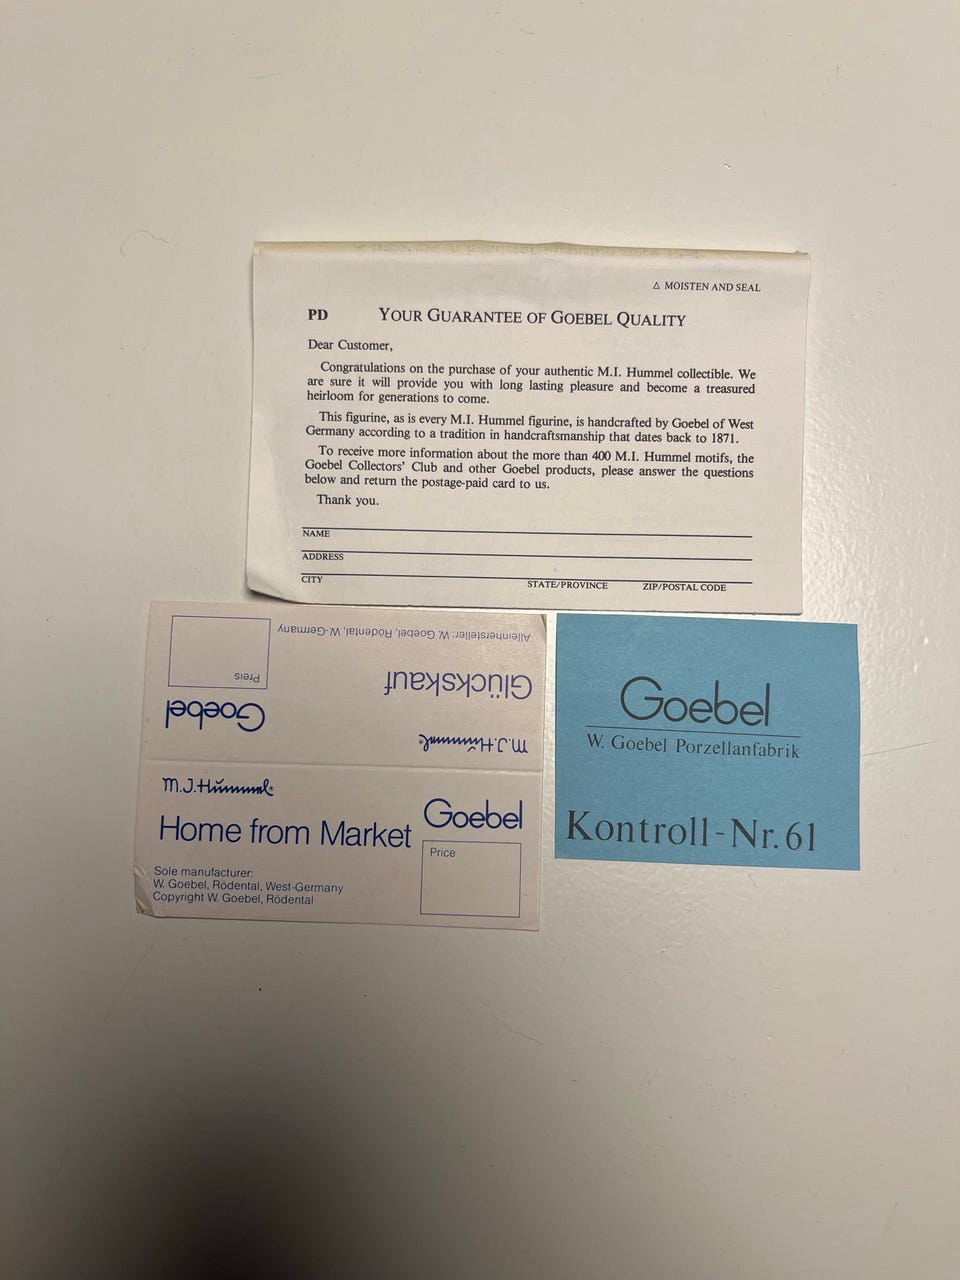 △ MOISTEN AND SEAL
PD YOUR GUARANTEE OF GOEBEL QUALITY
Dear Customer,
Congratulations on the purchase of your authentic M.I. Hummel collectible. We
are sure it will provide you with long lasting pleasure and become a treasured
heirloom for generations to come.
This figurine, as is every M.I. Hummel figurine, is handcrafted by Goebel of West
Germany according to a tradition in handcraftsmanship that dates back to 1871.
To receive more information about the more than 400 M.I. Hummel motifs, the
Goebel Collectors' Club and other Goebel products, please answer the questions
below and return the postage-paid card to us.
Thank you.
NAME
ADDRESS
CITY STATE/PROVINCE ZIP/POSTAL CODE
M.J.Hummel®
Goebel
Glückskauf
Preis
Alleinhersteller: W. Goebel, Rödental, W.-Germany
M.J.Hummel®
Goebel
Home from Market
Price
Sole manufacturer:
W. Goebel, Rödental, West-Germany
Copyright W. Goebel, Rödental
Goebel
W. Goebel Porzellanfabrik
Kontroll-Nr. 61